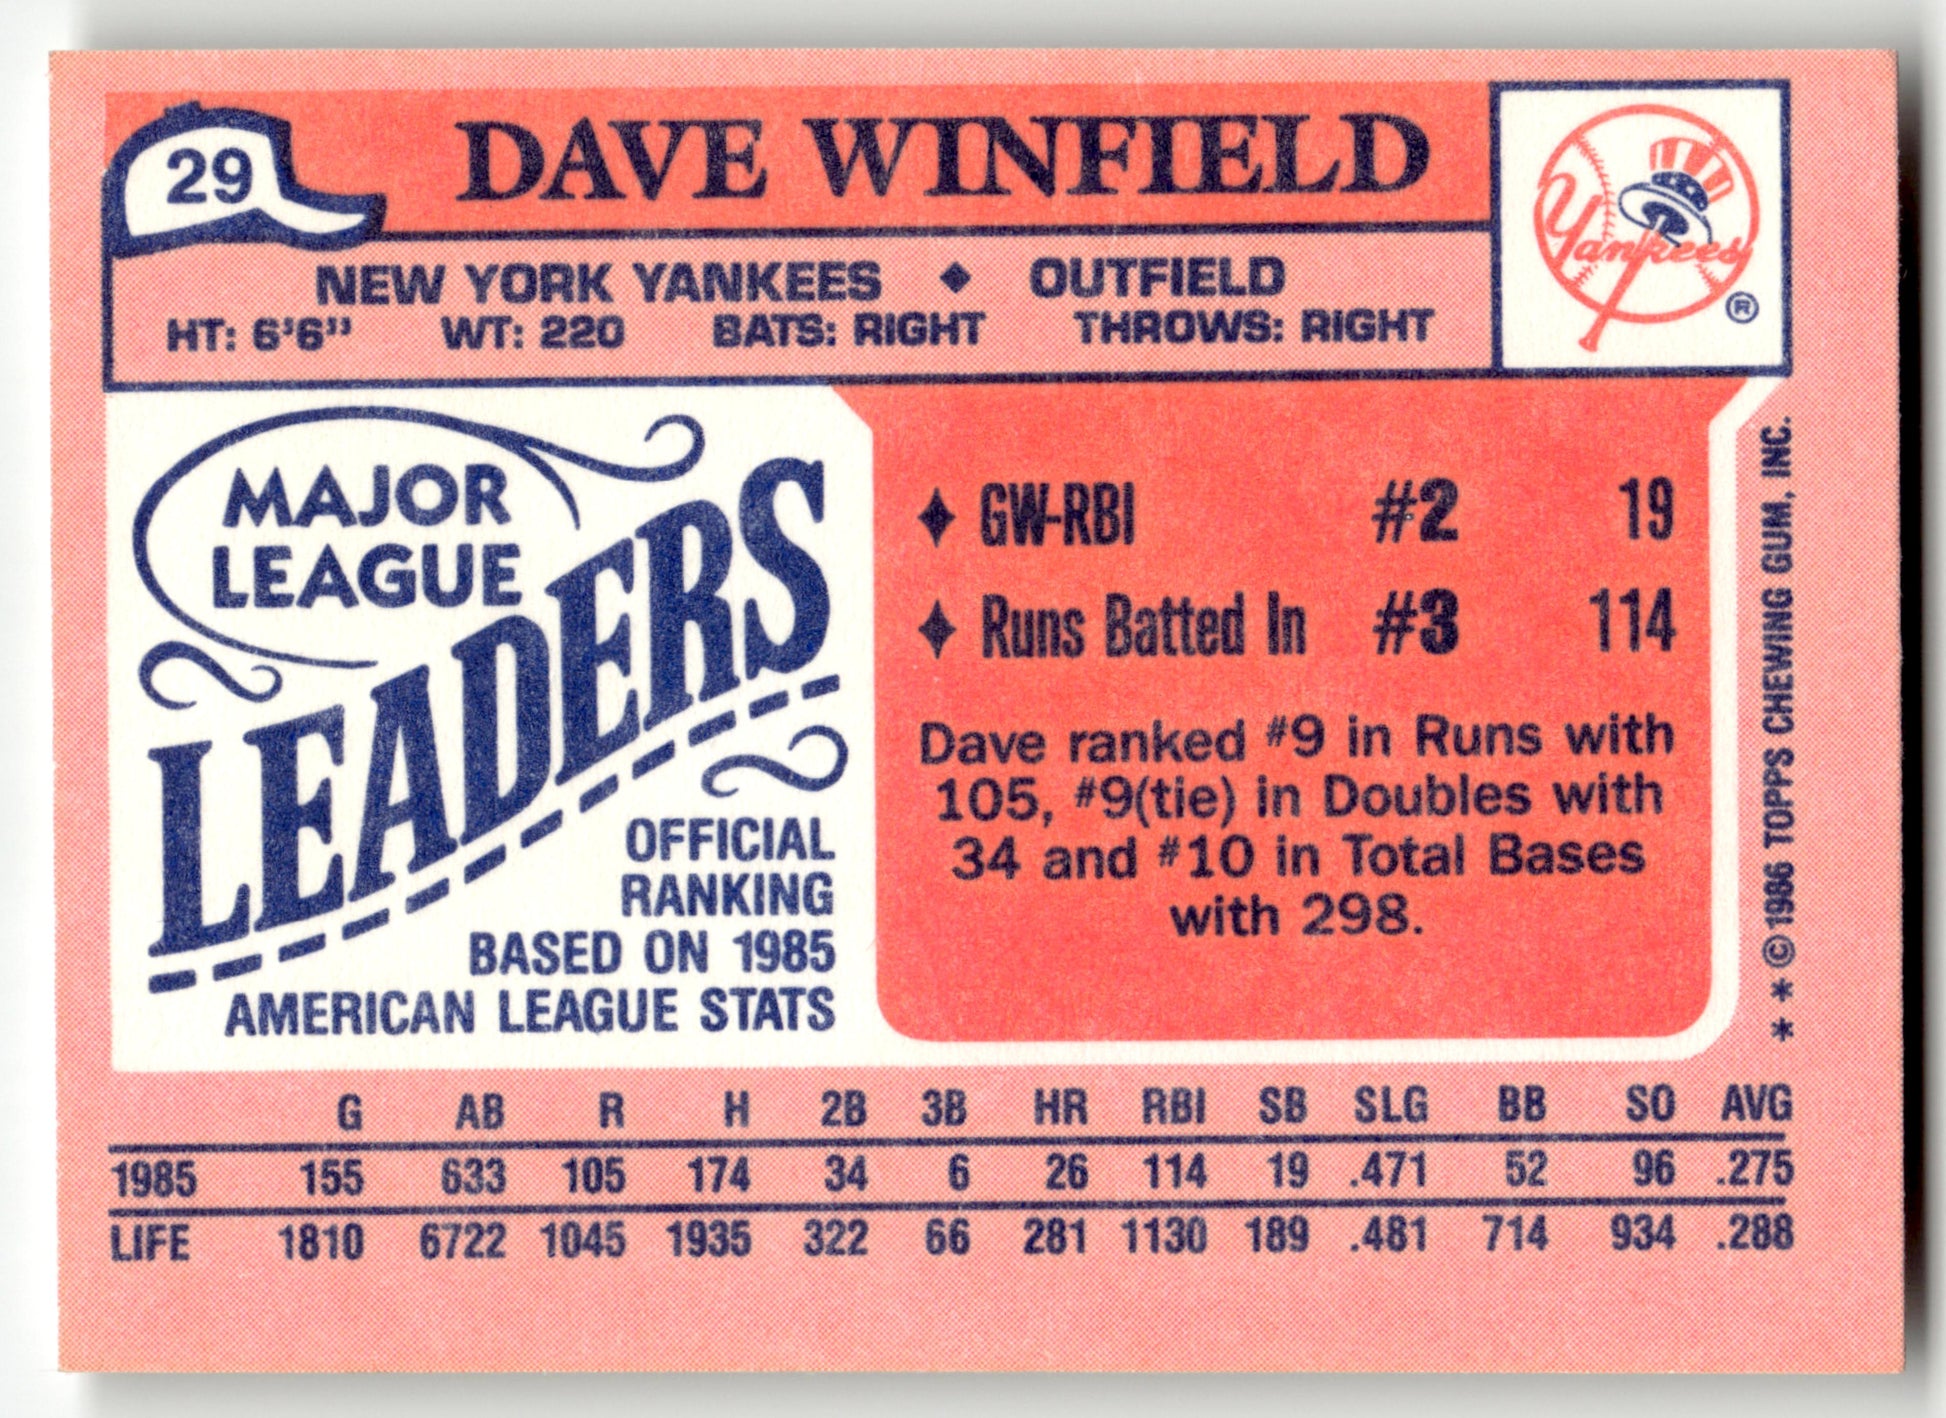 29
DAVE WINFIELD
Yankees
®
NEW YORK YANKEES ♦ OUTFIELD
HT: 6'6" WT: 220 BATS: RIGHT THROWS: RIGHT
MAJOR
LEAGUE
LEADERS
OFFICIAL
RANKING
BASED ON 1985
AMERICAN LEAGUE STATS
♦ GW-RBI #2 19
♦ Runs Batted In #3 114
Dave ranked #9 in Runs with
105, #9(tie) in Doubles with
34 and #10 in Total Bases
with 298.
* * © 1986 TOPPS CHEWING GUM, INC.
G AB R H 2B 3B HR RBI SB SLG BB SO AVG
1985 155 633 105 174 34 6 26 114 19 .471 52 96 .275
LIFE 1810 6722 1045 1935 322 66 281 1130 189 .481 714 934 .288